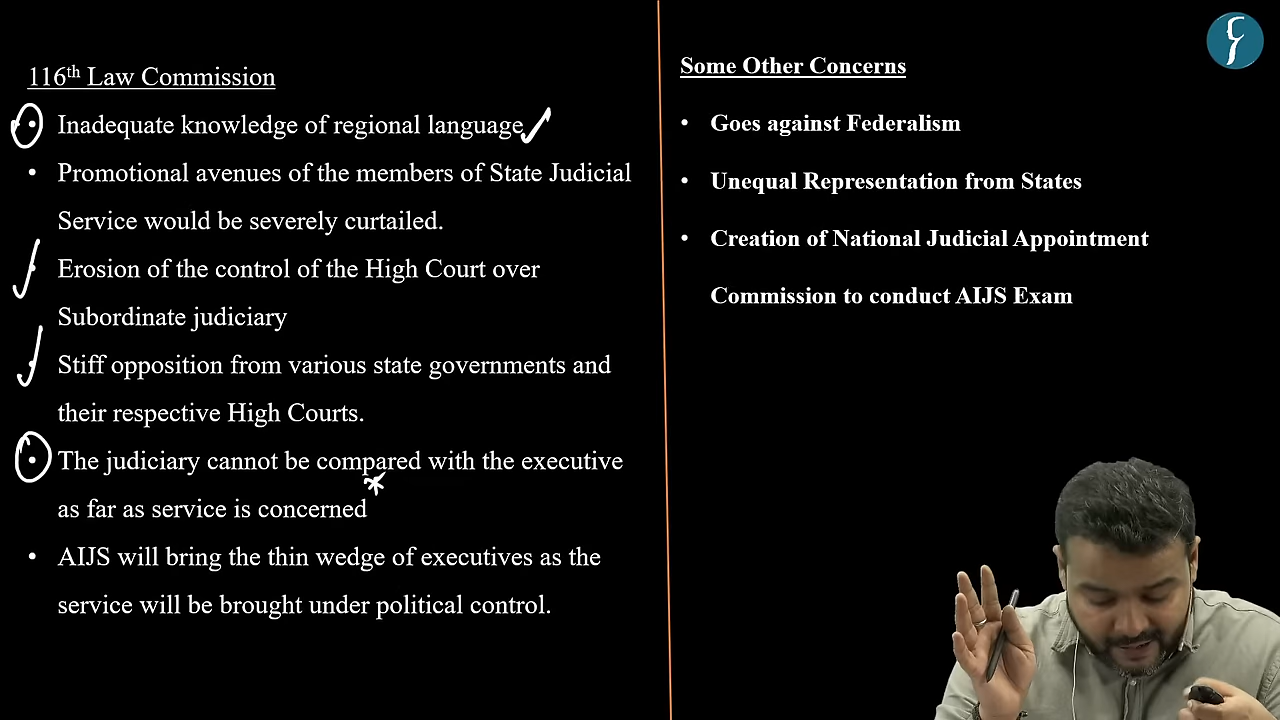 116th Law Commission
• Inadequate knowledge of regional language
• Promotional avenues of the members of State Judicial
Service would be severely curtailed.
• Erosion of the control of the High Court over
Subordinate judiciary
• Stiff opposition from various state governments and
their respective High Courts.
• The judiciary cannot be compared with the executive
as far as service is concerned
• AIJS will bring the thin wedge of executives as the
service will be brought under political control.
Some Other Concerns
• Goes against Federalism
• Unequal Representation from States
• Creation of National Judicial Appointment
Commission to conduct AIJS Exam